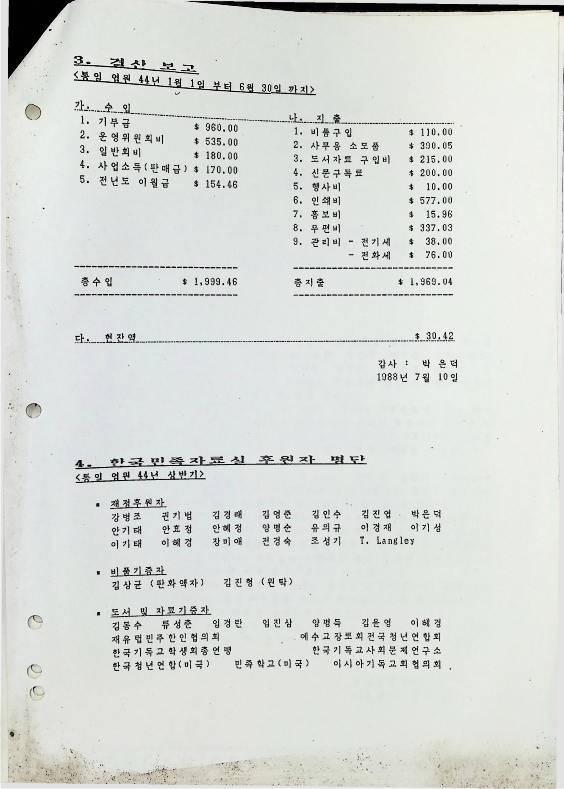 3. 결산 보고
<통일 염원 44년 1월 1일 부터 6월 30일 까지>
가. 수 입
1. 기부금 $ 960.00
2. 운영위원회비 $ 535.00
3. 일반회비 $ 180.00
4. 사업소득(판매금) $ 170.00
5. 전년도 이월금 $ 154.46
총수입 $ 1,999.46
나. 지 출
1. 비품구입 $ 110.00
2. 사무용 소모품 $ 390.05
3. 도서자료 구입비 $ 215.00
4. 신문구독료 $ 200.00
5. 행사비 $ 10.00
6. 인쇄비 $ 577.00
7. 홍보비 $ 15.96
8. 우편비 $ 337.03
9. 관리비 - 전기세 $ 38.00
- 전화세 $ 76.00
총지출 $ 1,969.04
다. 현잔액 $ 30.42
감사 : 박 은덕
1988년 7월 10일
4. 한국민족자료실 후원자 명단
<통일 염원 44년 상반기>
재정후원자
강병조 권기범 김경태 김영준 김인수 김진엽 박은덕
안기태 안효정 안혜정 양명순 유의규 이경재 이기성
이기태 이혜경 장미애 전경숙 조성기 T. Langley
비품기증자
김상균 (판화액자) 김진형 (원탁)
도서 및 자료기증자
김동수 류성준 임경란 임진삼 양병득 김윤영 이혜경
재유럽민주한인협의회 예수교장로회전국청년연합회
한국기독교학생회총연맹 한국기독교사회문제연구소
한국청년연합(미국) 민족학교(미국) 아시아기독교회협의회